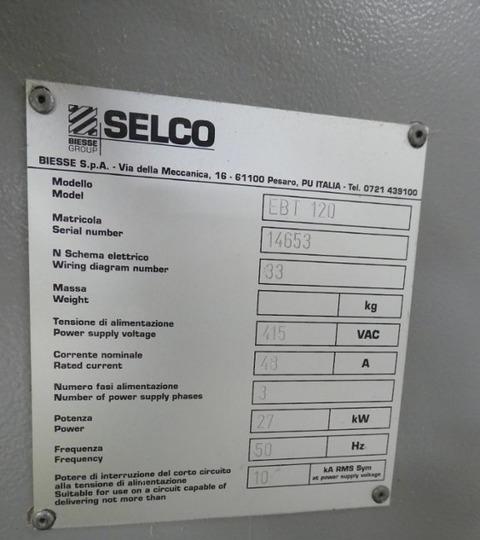 BIESSE
GROUP
SELCO
BIESSE S.p.A. - Via della Meccanica, 16 - 61100 Pesaro, PU ITALIA - Tel. 0721 439100
Modello
Model
EBT 120
Matricola
Serial number
14653
N Schema elettrico
Wiring diagram number
33
Massa
Weight
kg
Tensione di alimentazione
Power supply voltage
415 VAC
Corrente nominale
Rated current
48 A
Numero fasi alimentazione
Number of power supply phases
3
Potenza
Power
27 kW
Frequenza
Frequency
50 Hz
Potere di interruzione del corto circuito
alla tensione di alimentazione
Suitable for use on a circuit capable of
delivering not more than
10 kA RMS Sym
at power supply voltage